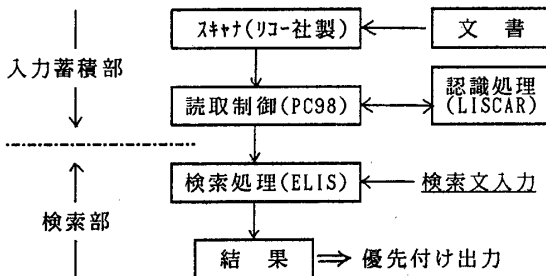 スキャナ(リコー社製)
文 書
入力蓄積部
読取制御(PC98)
認識処理
(LISCAR)
検索処理(ELIS)
検索文入力
検索部
結 果
優先付け出力